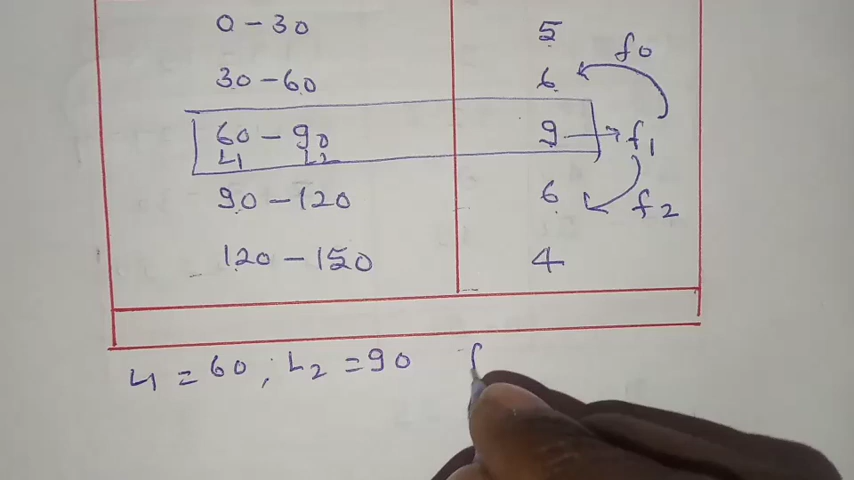 0 – 30 5 f0
30 – 60 6
60 – 90 9 → f1
L1 L2
90 – 120 6 f2
120 – 150 4
L1 = 60 ; L2 = 90 f